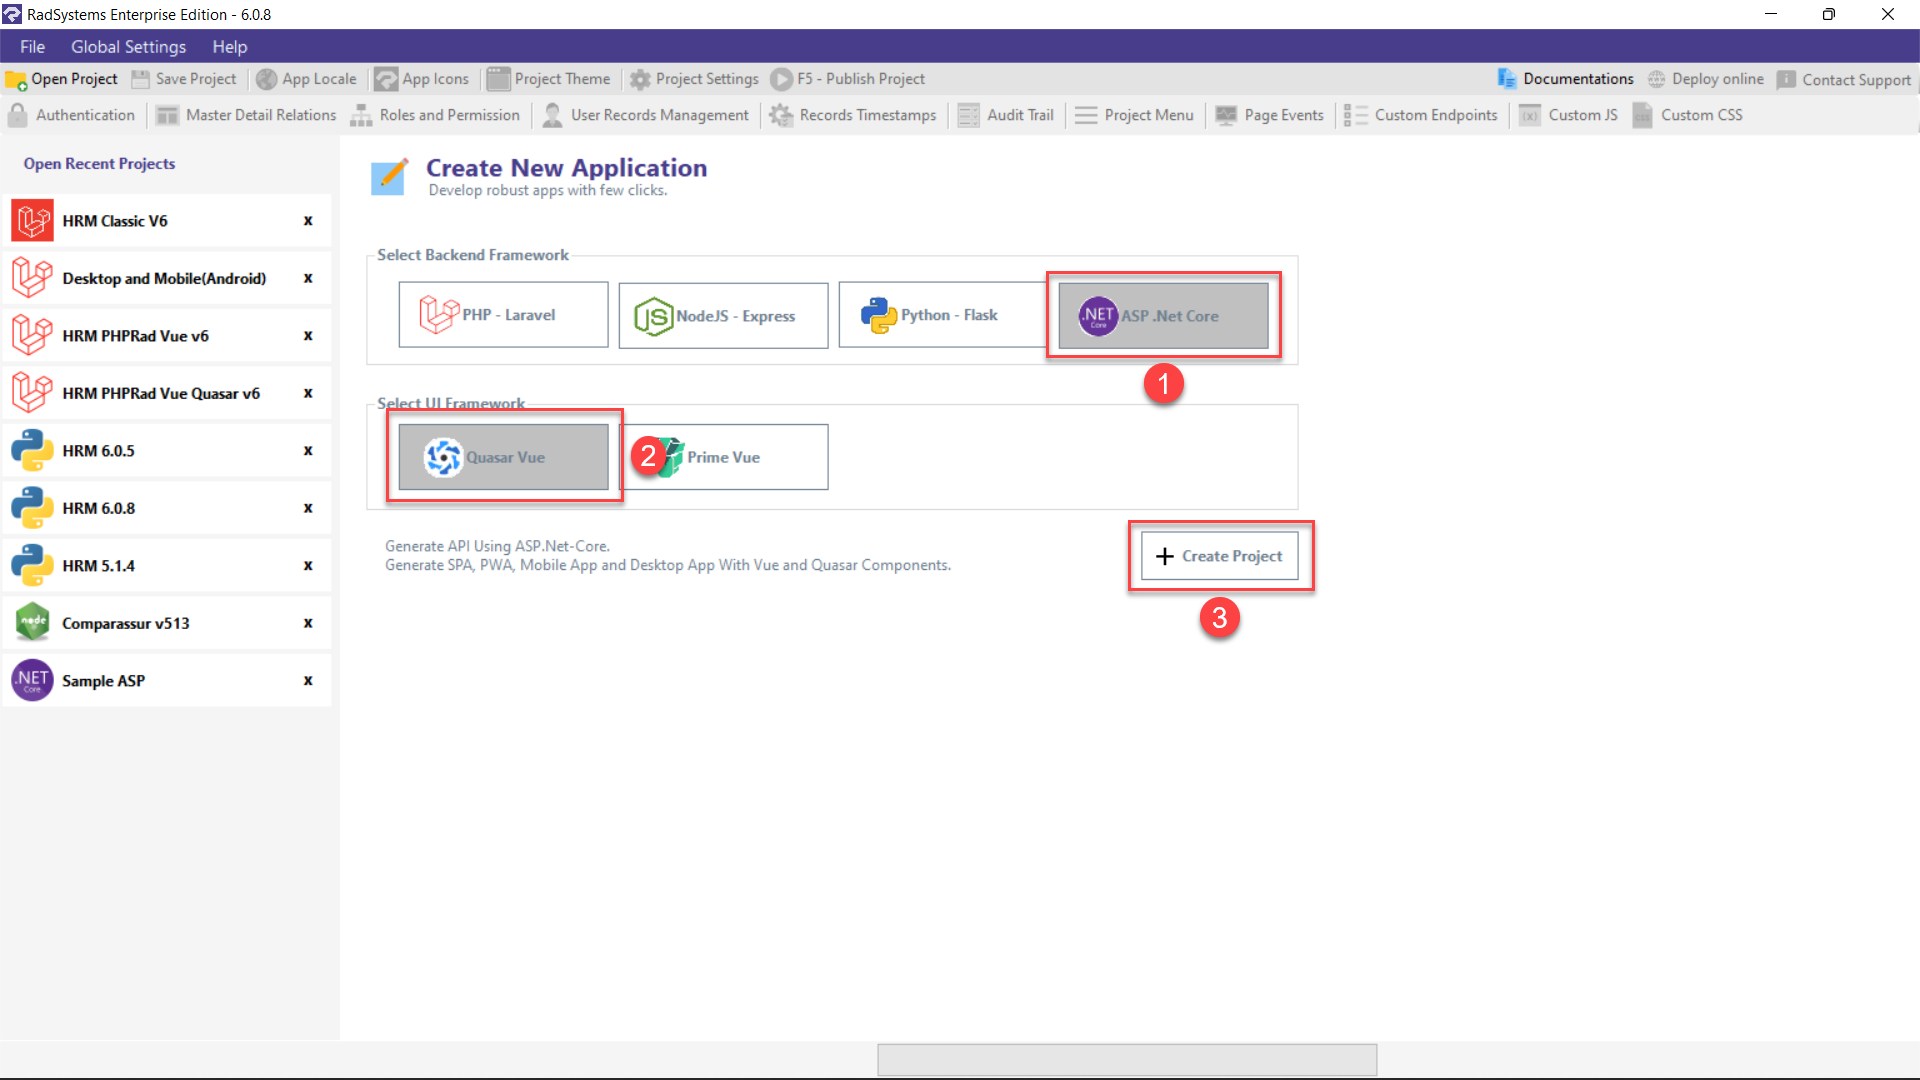 RadSystems Enterprise Edition - 6.0.8
File Global Settings Help
Open Project Save Project App Locale App Icons Project Theme Project Settings F5 - Publish Project Documentations Deploy online Contact Support
Authentication Master Detail Relations Roles and Permission User Records Management Records Timestamps Audit Trail Project Menu Page Events Custom Endpoints (x) Custom JS css Custom CSS
Open Recent Projects
HRM Classic V6 x
Desktop and Mobile(Android) x
HRM PHPRad Vue v6 x
HRM PHPRad Vue Quasar v6 x
HRM 6.0.5 x
HRM 6.0.8 x
HRM 5.1.4 x
node Comparassur v513 x
.NET Core Sample ASP x
Create New Application
Develop robust apps with few clicks.
Select Backend Framework
PHP - Laravel JS NodeJS - Express Python - Flask .NET Core ASP .Net Core
1
Select UI Framework
Quasar Vue 2 Prime Vue
Generate API Using ASP.Net-Core.
Generate SPA, PWA, Mobile App and Desktop App With Vue and Quasar Components.
+ Create Project
3